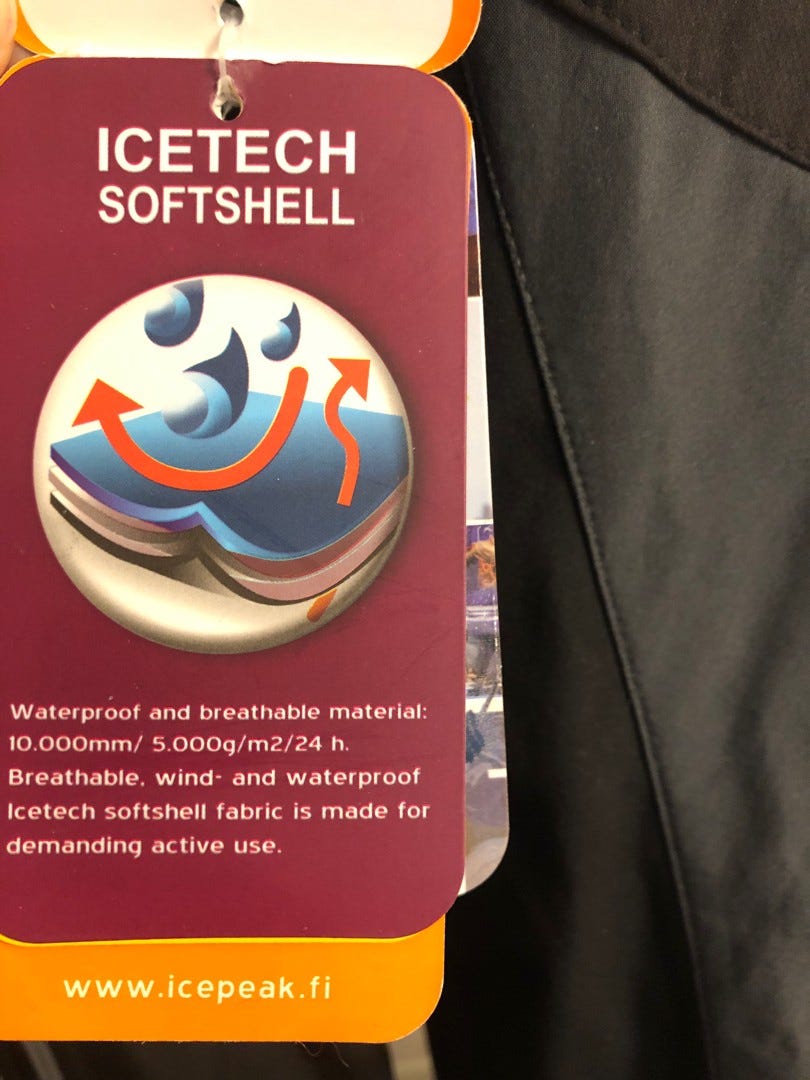 ICETECH
SOFTSHELL
Waterproof and breathable material:
10.000mm/ 5.000g/m2/24 h.
Breathable, wind- and waterproof
Icetech softshell fabric is made for
demanding active use.
www.icepeak.fi